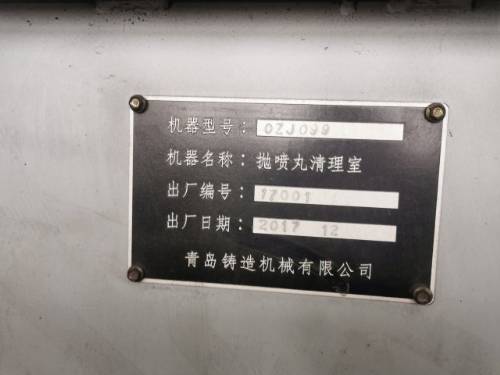 机器型号：OZJ099
机器名称：抛喷丸清理室
出厂编号：17001
出厂日期：2017 12
青岛铸造机械有限公司